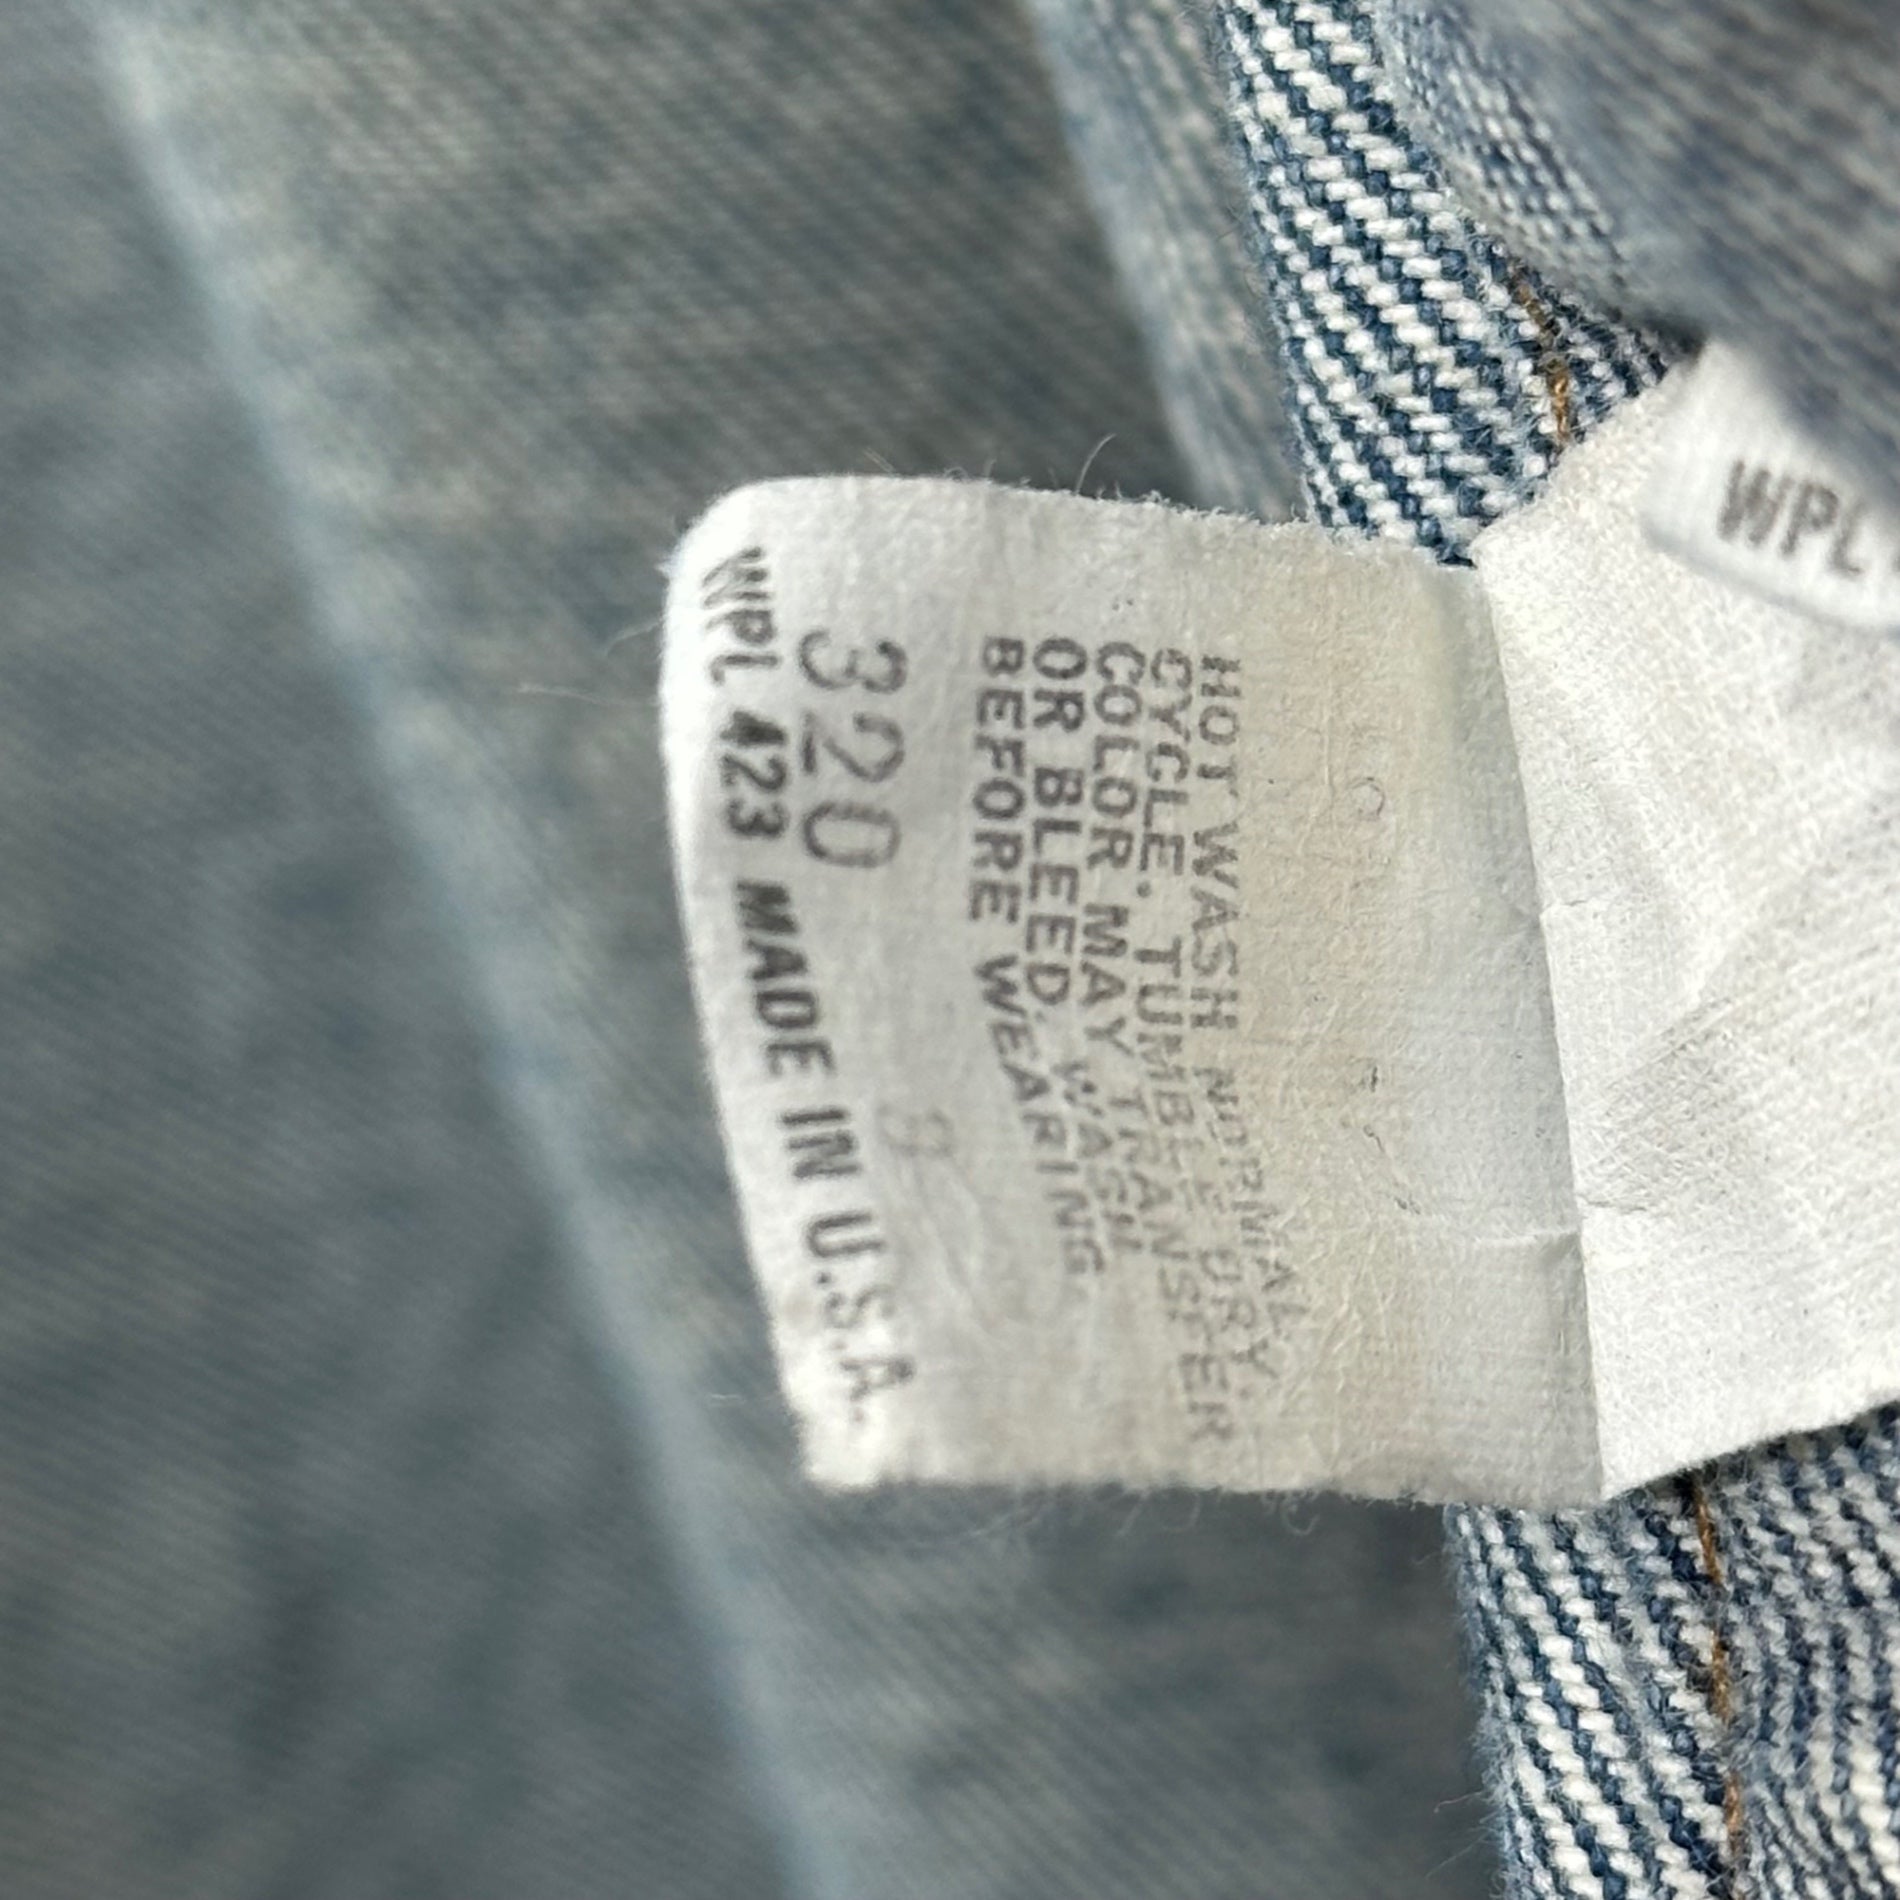 HOT WASH NORMAL
CYCLE. TUMBLE DRY.
COLOR MAY TRANSFER
OR BLEED. WASH
BEFORE WEARING
320
WPL 423 MADE IN U.S.A.
WPL